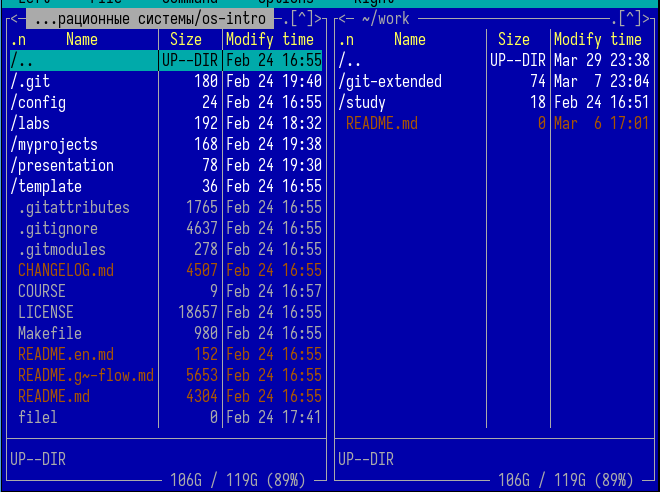 Left File Command Options Right
<— ...рационные системы/os-intro —.[^]>
.n Name Size Modify time
/.. UP--DIR Feb 24 16:55
/.git 180 Feb 24 19:40
/config 24 Feb 24 16:55
/labs 192 Feb 24 18:32
/myprojects 168 Feb 24 19:38
/presentation 78 Feb 24 19:30
/template 36 Feb 24 16:55
.gitattributes 1765 Feb 24 16:55
.gitignore 4637 Feb 24 16:55
.gitmodules 278 Feb 24 16:55
CHANGELOG.md 4507 Feb 24 16:55
COURSE 9 Feb 24 16:57
LICENSE 18657 Feb 24 16:55
Makefile 980 Feb 24 16:55
README.en.md 152 Feb 24 16:55
README.g~-flow.md 5653 Feb 24 16:55
README.md 4304 Feb 24 16:55
filel 0 Feb 24 17:41
UP--DIR
106G / 119G (89%)
<— ~/work —.[^]>
.n Name Size Modify time
/.. UP--DIR Mar 29 23:38
/git-extended 74 Mar 7 23:04
/study 18 Feb 24 16:51
README.md 0 Mar 6 17:01
UP--DIR
106G / 119G (89%)